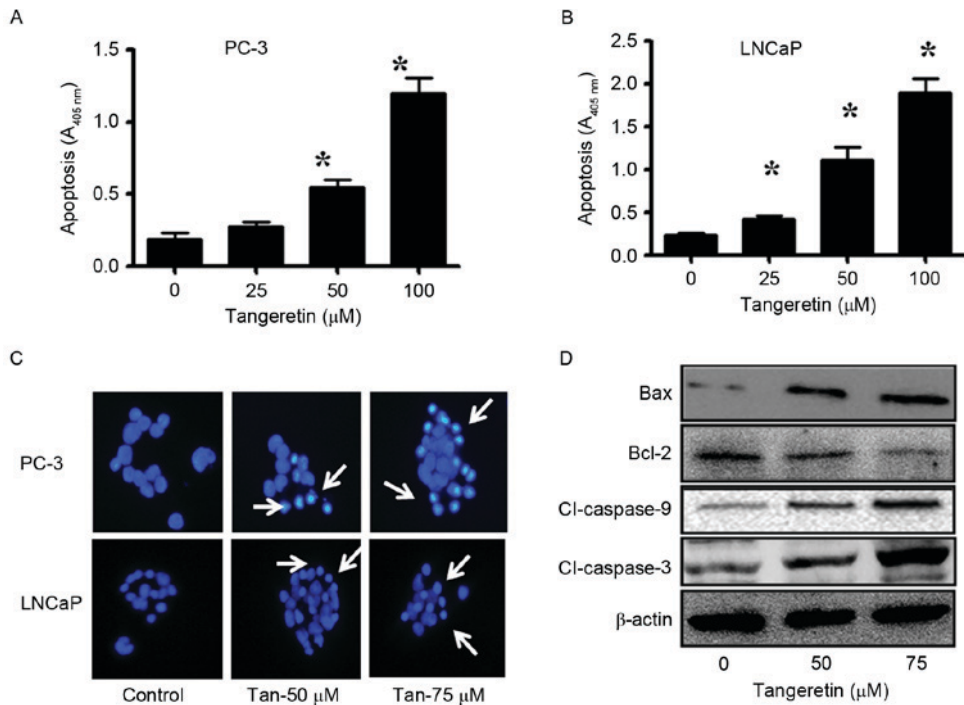 A
PC-3
Apoptosis (A405 nm)
1.5
1.0
0.5
0.0
*
*
0
25
50
100
Tangeretin (μM)
B
LNCaP
Apoptosis (A405 nm)
2.5
2.0
1.5
1.0
0.5
0.0
*
*
*
0
25
50
100
Tangeretin (μM)
C
PC-3
LNCaP
Control
Tan-50 μM
Tan-75 μM
D
Bax
Bcl-2
Cl-caspase-9
Cl-caspase-3
β-actin
0
50
75
Tangeretin (μM)